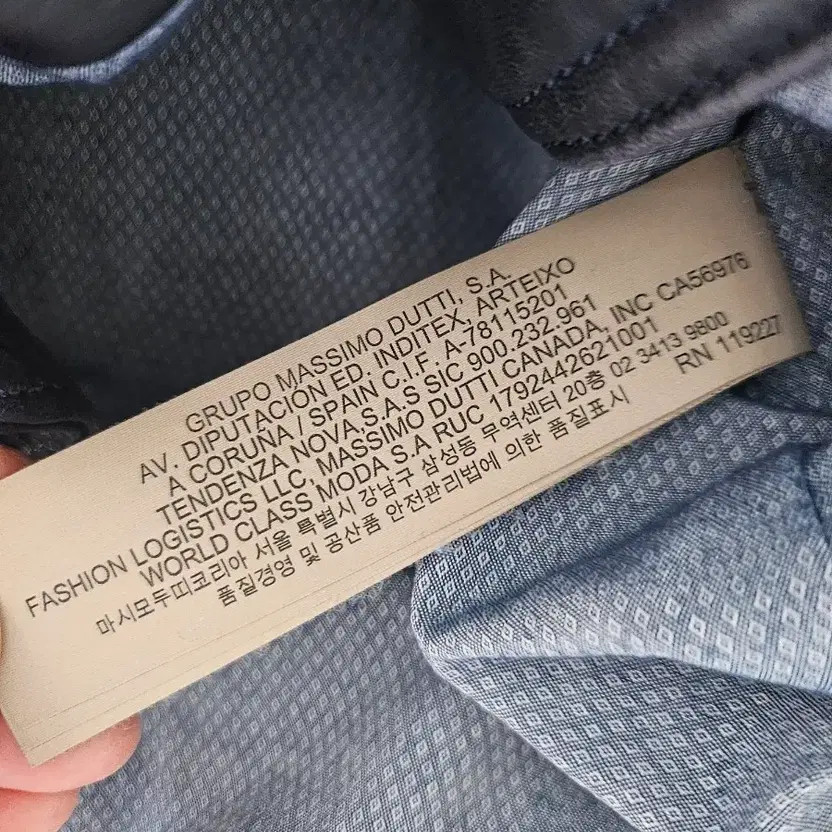 GRUPO MASSIMO DUTTI, S.A.
AV. DIPUTACIÓN ED. INDITEX, ARTEIXO
A CORUÑA / SPAIN C.I.F. A-78115201
TENDENZA NOVA,S.A.S SIC 900.232.961
FASHION LOGISTICS LLC, MASSIMO DUTTI CANADA, INC CA56976
WORLD CLASS MODA S.A RUC 1792442621001
마시모두띠코리아 서울 특별시 강남구 삼성동 무역센터 20층 02 3413 9800
품질경영 및 공산품 안전관리법에 의한 품질표시 RN 119227